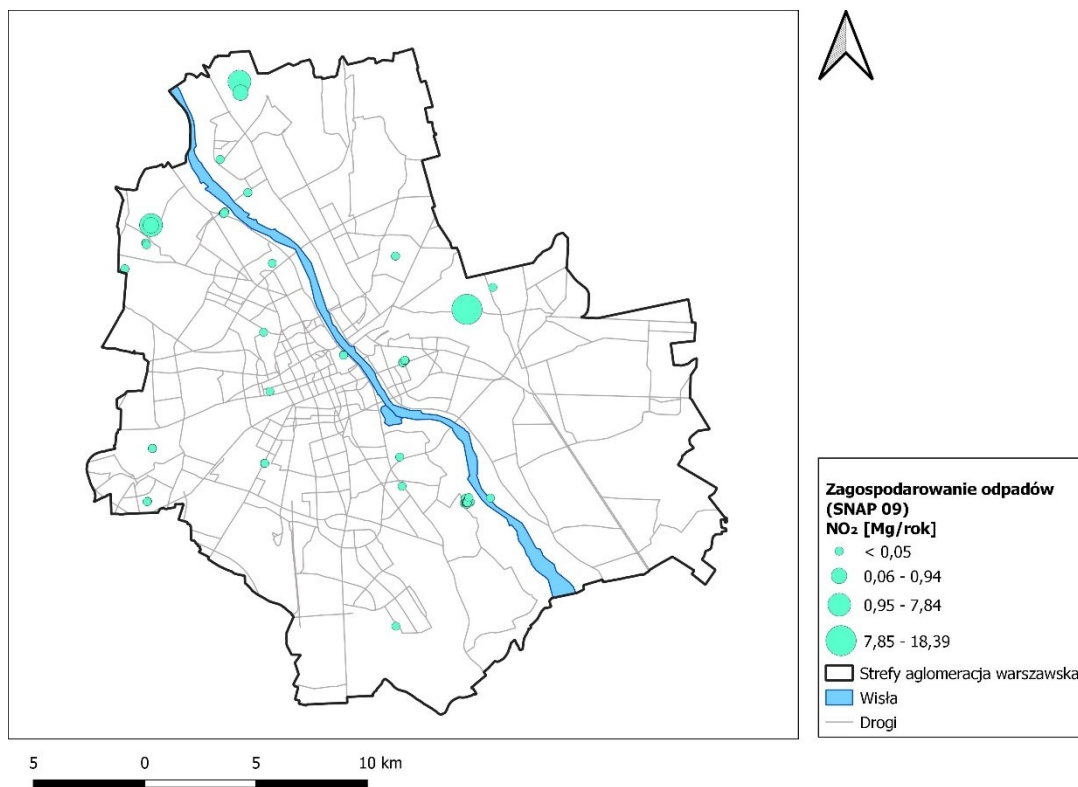 Zagospodarowanie odpadów
(SNAP 09)
NO₂ [Mg/rok]
< 0,05
0,06 - 0,94
0,95 - 7,84
7,85 - 18,39
Strefy aglomeracja warszawska
Wisła
Drogi
5 0 5 10 km